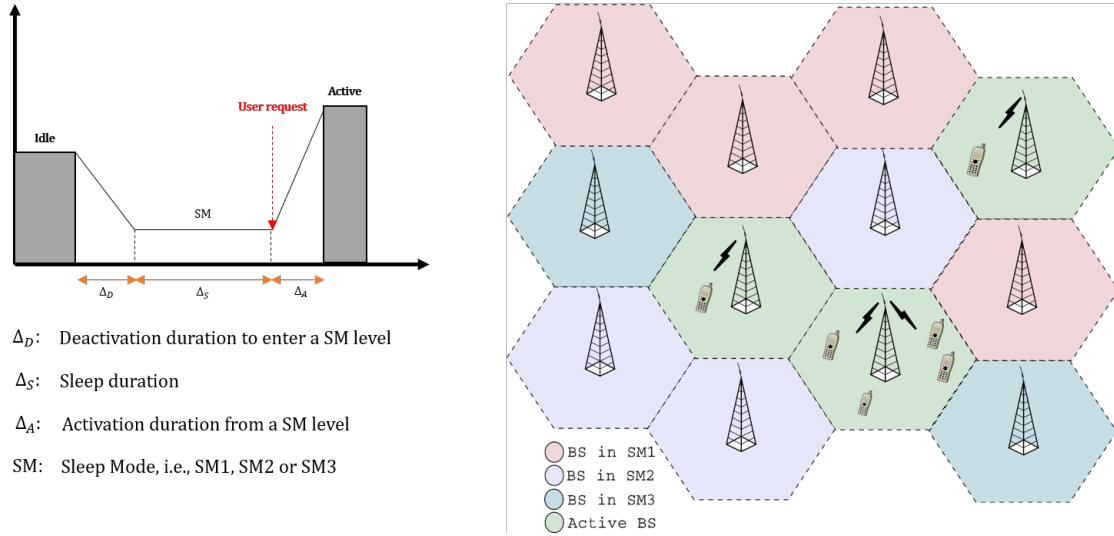 Active
User request
Idle
SM
Δ_D
Δ_S
Δ_A
Δ_D: Deactivation duration to enter a SM level
Δ_S: Sleep duration
Δ_A: Activation duration from a SM level
SM: Sleep Mode, i.e., SM1, SM2 or SM3
BS in SM1
BS in SM2
BS in SM3
Active BS